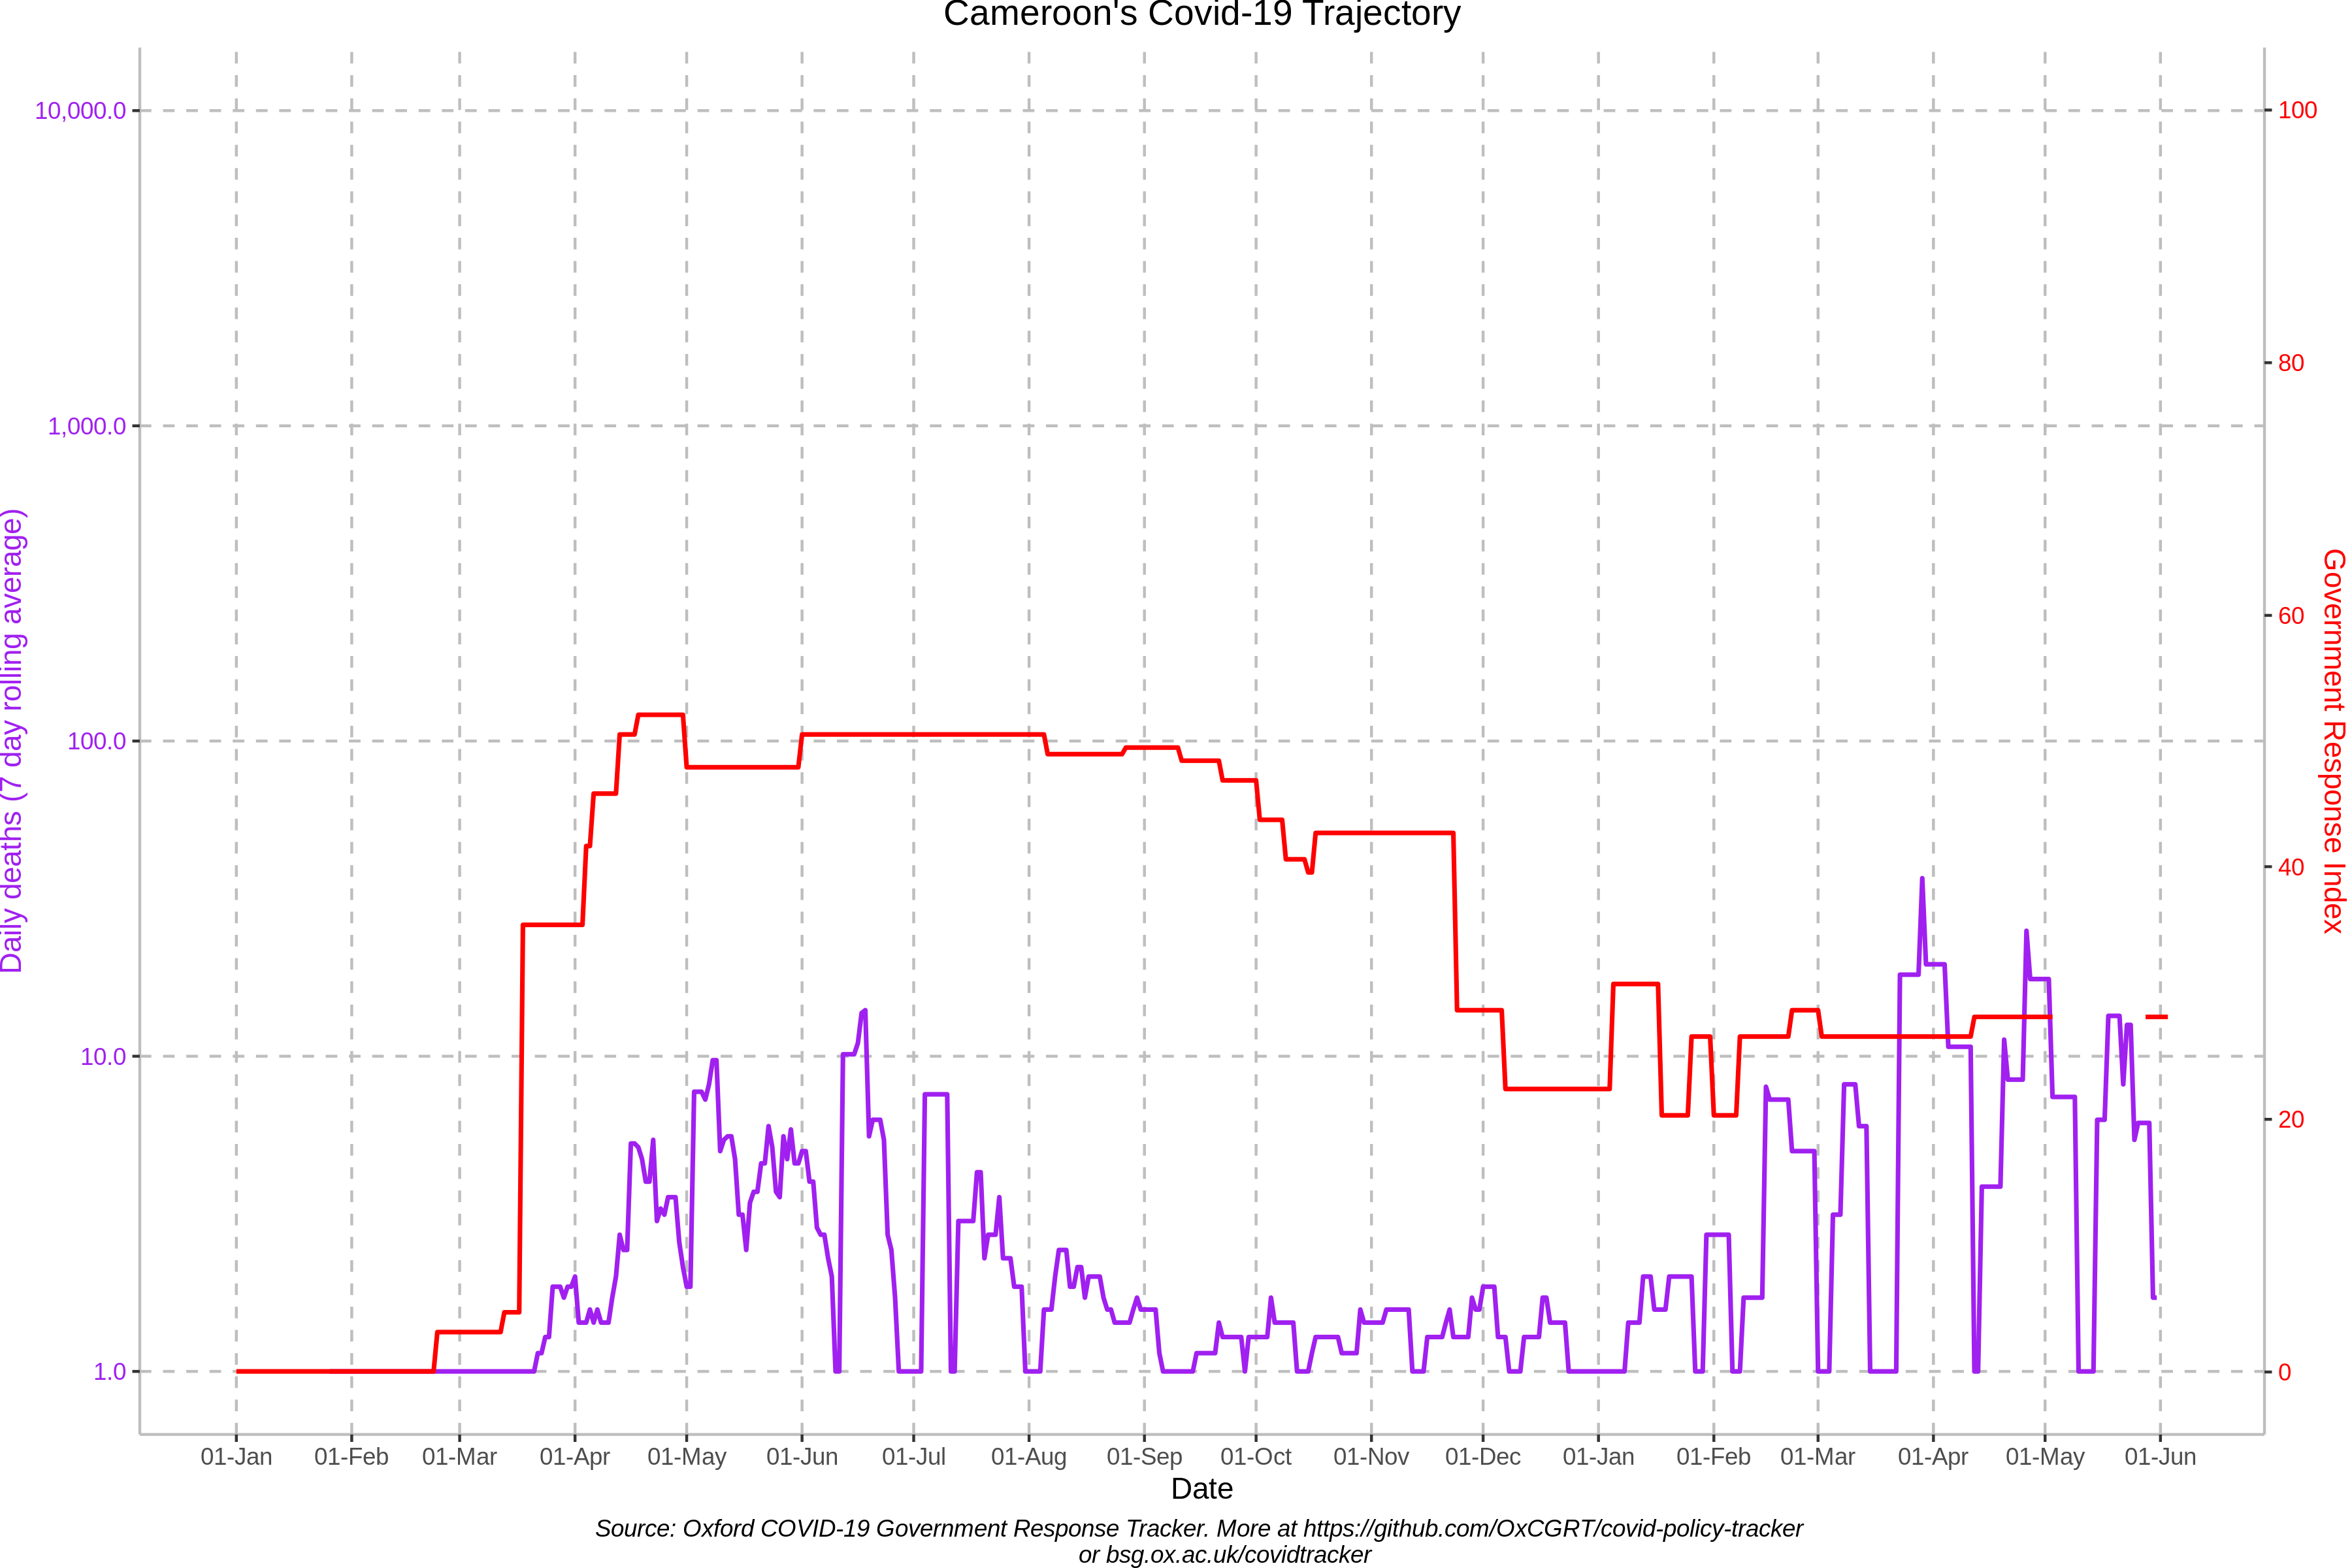 Cameroon's Covid-19 Trajectory
10,000.0
1,000.0
100.0
10.0
1.0
Daily deaths (7 day rolling average)
100
80
60
40
20
0
Government Response Index
01-Jan 01-Feb 01-Mar 01-Apr 01-May 01-Jun 01-Jul 01-Aug 01-Sep 01-Oct 01-Nov 01-Dec 01-Jan 01-Feb 01-Mar 01-Apr 01-May 01-Jun
Date
Source: Oxford COVID-19 Government Response Tracker. More at https://github.com/OxCGRT/covid-policy-tracker
or bsg.ox.ac.uk/covidtracker